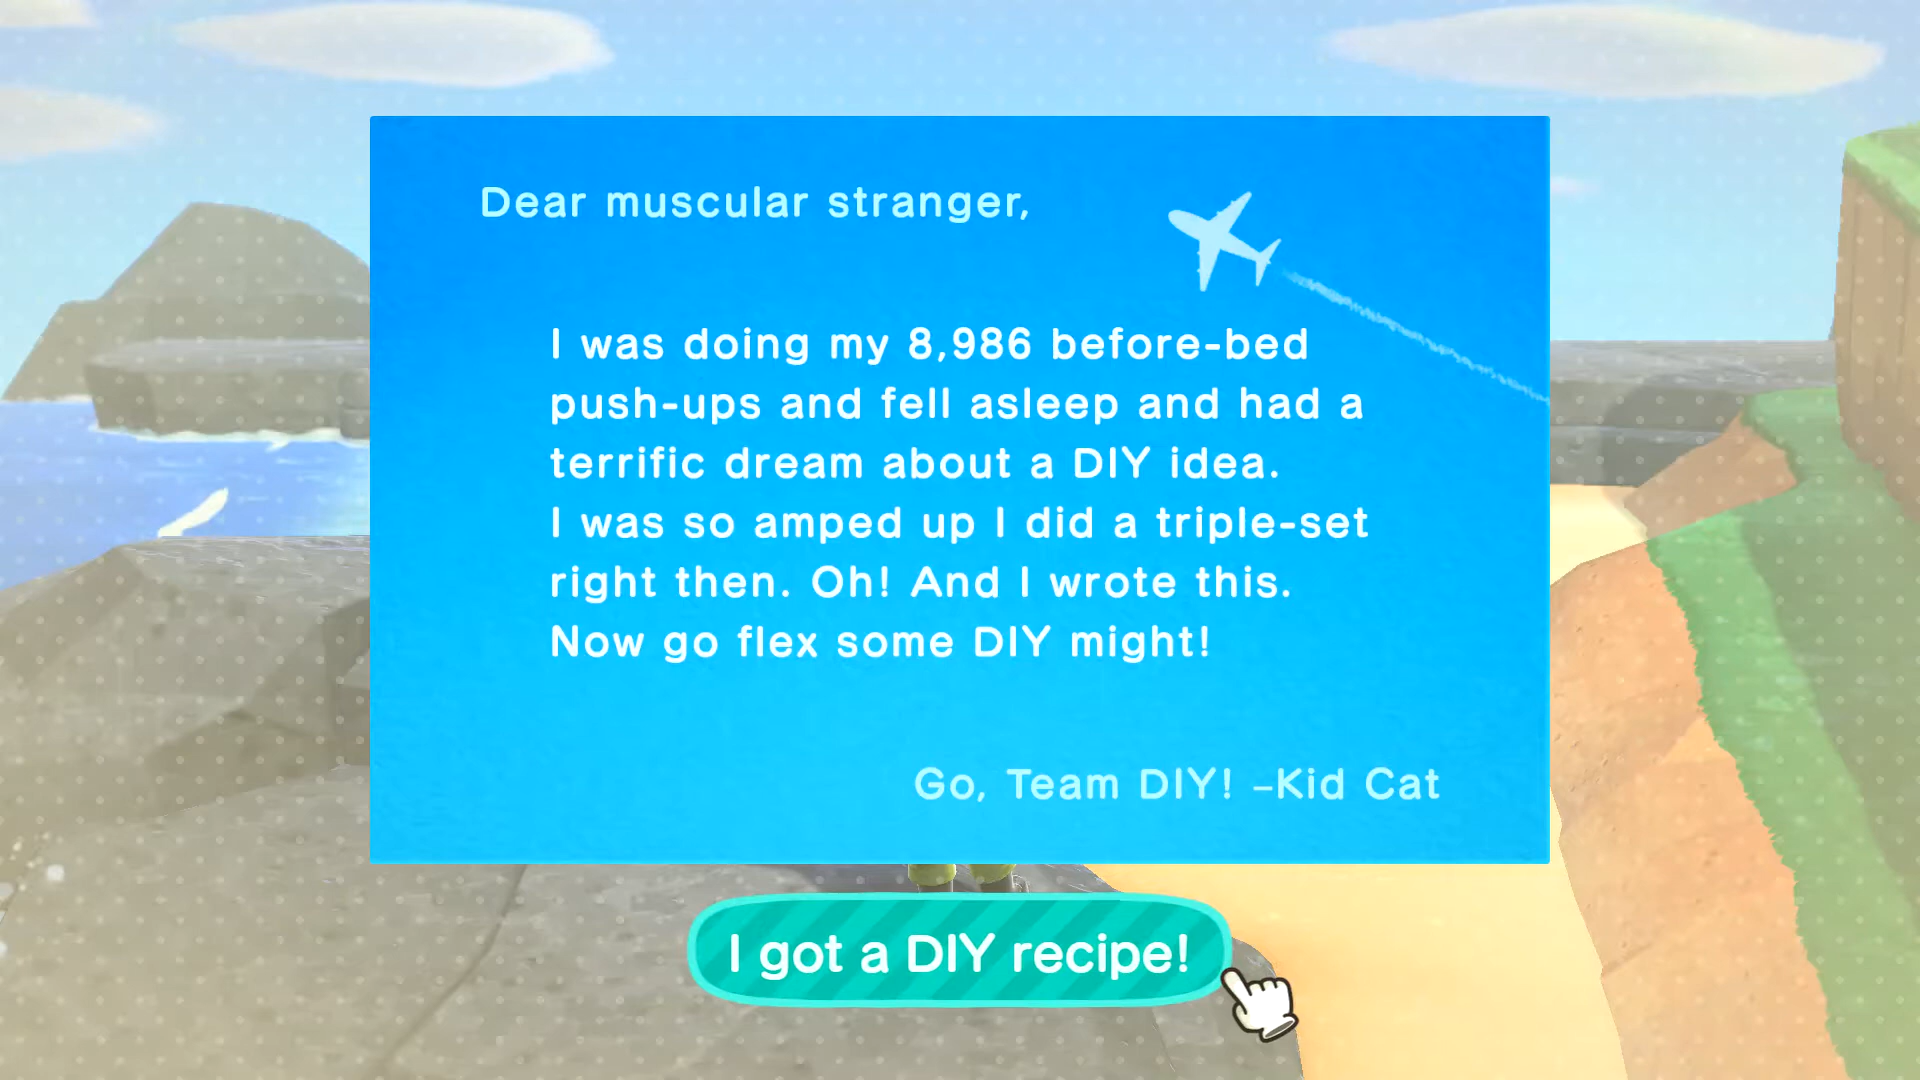 Dear muscular stranger,
I was doing my 8,986 before-bed
push-ups and fell asleep and had a
terrific dream about a DIY idea.
I was so amped up I did a triple-set
right then. Oh! And I wrote this.
Now go flex some DIY might!
Go, Team DIY! –Kid Cat
I got a DIY recipe!